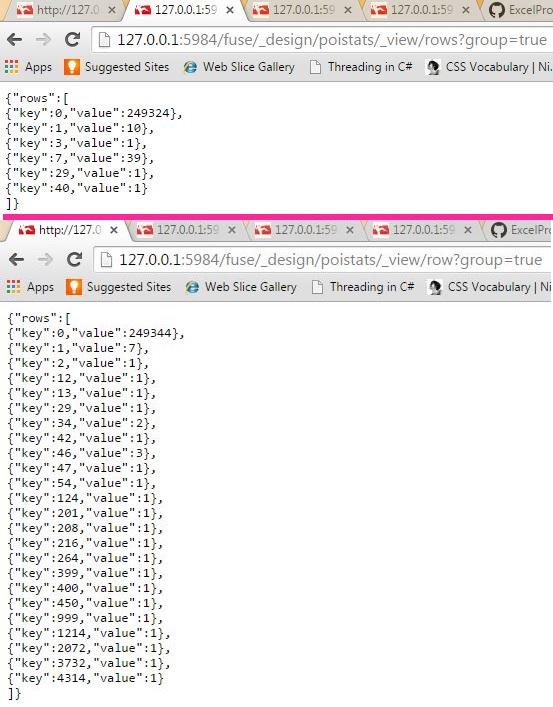 http://127.0 127.0.0.1:59 127.0.0.1:59 127.0.0.1:59 ExcelPro
127.0.0.1:5984/fuse/_design/poistats/_view/rows?group=true
Apps Suggested Sites Web Slice Gallery Threading in C# CSS Vocabulary | Ni.
{"rows":[
{"key":0,"value":249324},
{"key":1,"value":10},
{"key":3,"value":1},
{"key":7,"value":39},
{"key":29,"value":1},
{"key":40,"value":1}
]}
http://127.0 127.0.0.1:59 127.0.0.1:59 127.0.0.1:59 ExcelPro
127.0.0.1:5984/fuse/_design/poistats/_view/row?group=true
Apps Suggested Sites Web Slice Gallery Threading in C# CSS Vocabulary | Ni
{"rows":[
{"key":0,"value":249344},
{"key":1,"value":7},
{"key":2,"value":1},
{"key":12,"value":1},
{"key":13,"value":1},
{"key":29,"value":1},
{"key":34,"value":2},
{"key":42,"value":1},
{"key":46,"value":3},
{"key":47,"value":1},
{"key":54,"value":1},
{"key":124,"value":1},
{"key":201,"value":1},
{"key":208,"value":1},
{"key":216,"value":1},
{"key":264,"value":1},
{"key":399,"value":1},
{"key":400,"value":1},
{"key":450,"value":1},
{"key":999,"value":1},
{"key":1214,"value":1},
{"key":2072,"value":1},
{"key":3732,"value":1},
{"key":4314,"value":1}
]}